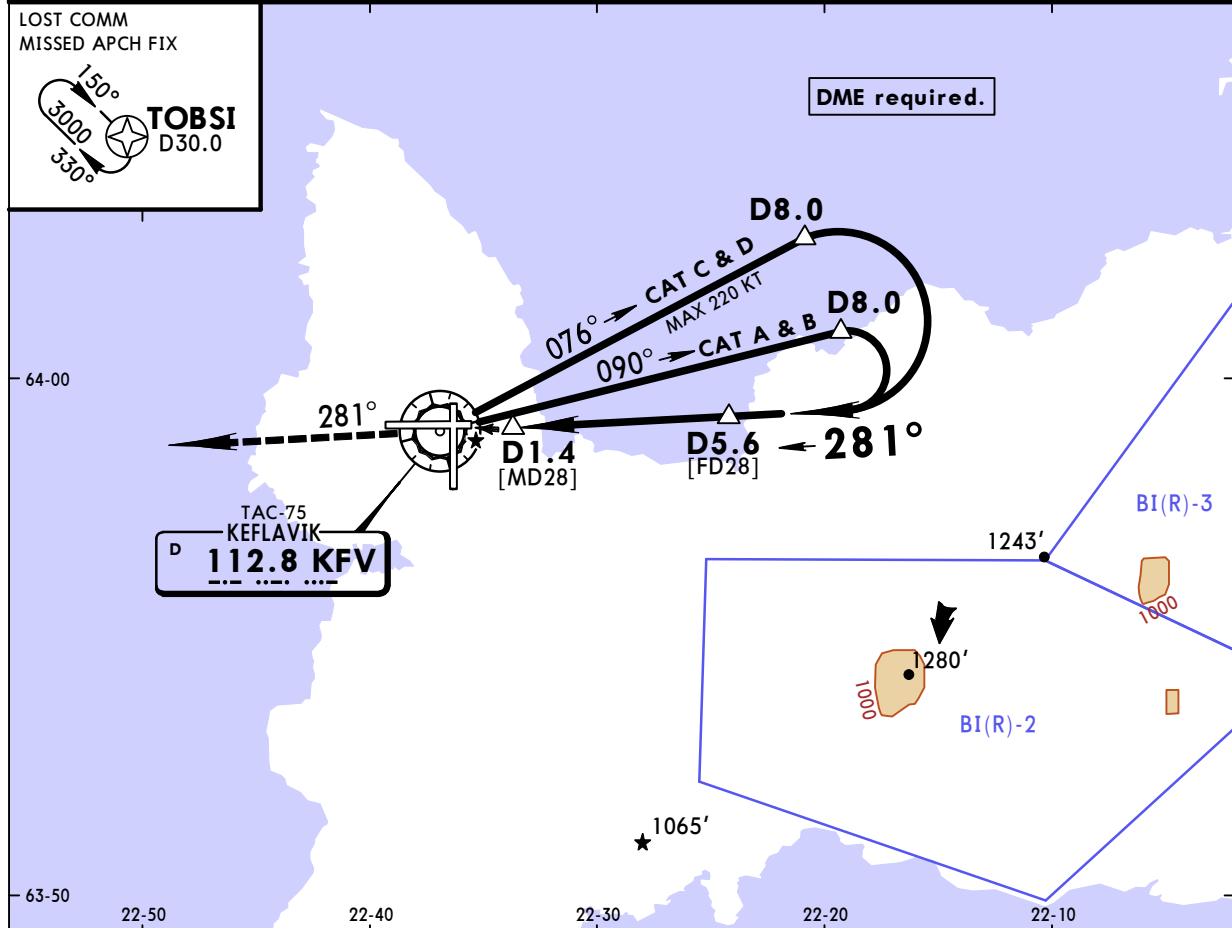 LOST COMM
MISSED APCH FIX
150°
3000
330°
TOBSI
D30.0
DME required.
D8.0
076° CAT C & D
MAX 220 KT
D8.0
090° CAT A & B
64-00
281°
D1.4
[MD28]
D5.6
[FD28]
281°
TAC-75
KEFLAVIK
D 112.8 KFV
BI(R)-3
1243'
1000
1280'
1000
BI(R)-2
1065'
63-50
22-50
22-40
22-30
22-20
22-10